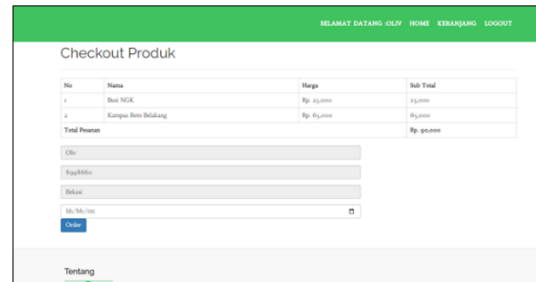 SELAMAT DATANG :OLIV HOME KERANJANG LOGOUT
Checkout Produk
No Nama Harga Sub Total
1 Busi NGK Rp. 25,000 25,000
2 Kampas Rem Belakang Rp. 65,000 65,000
Total Pesanan Rp. 90,000
Oliv
Bekasi
Order
Tentang